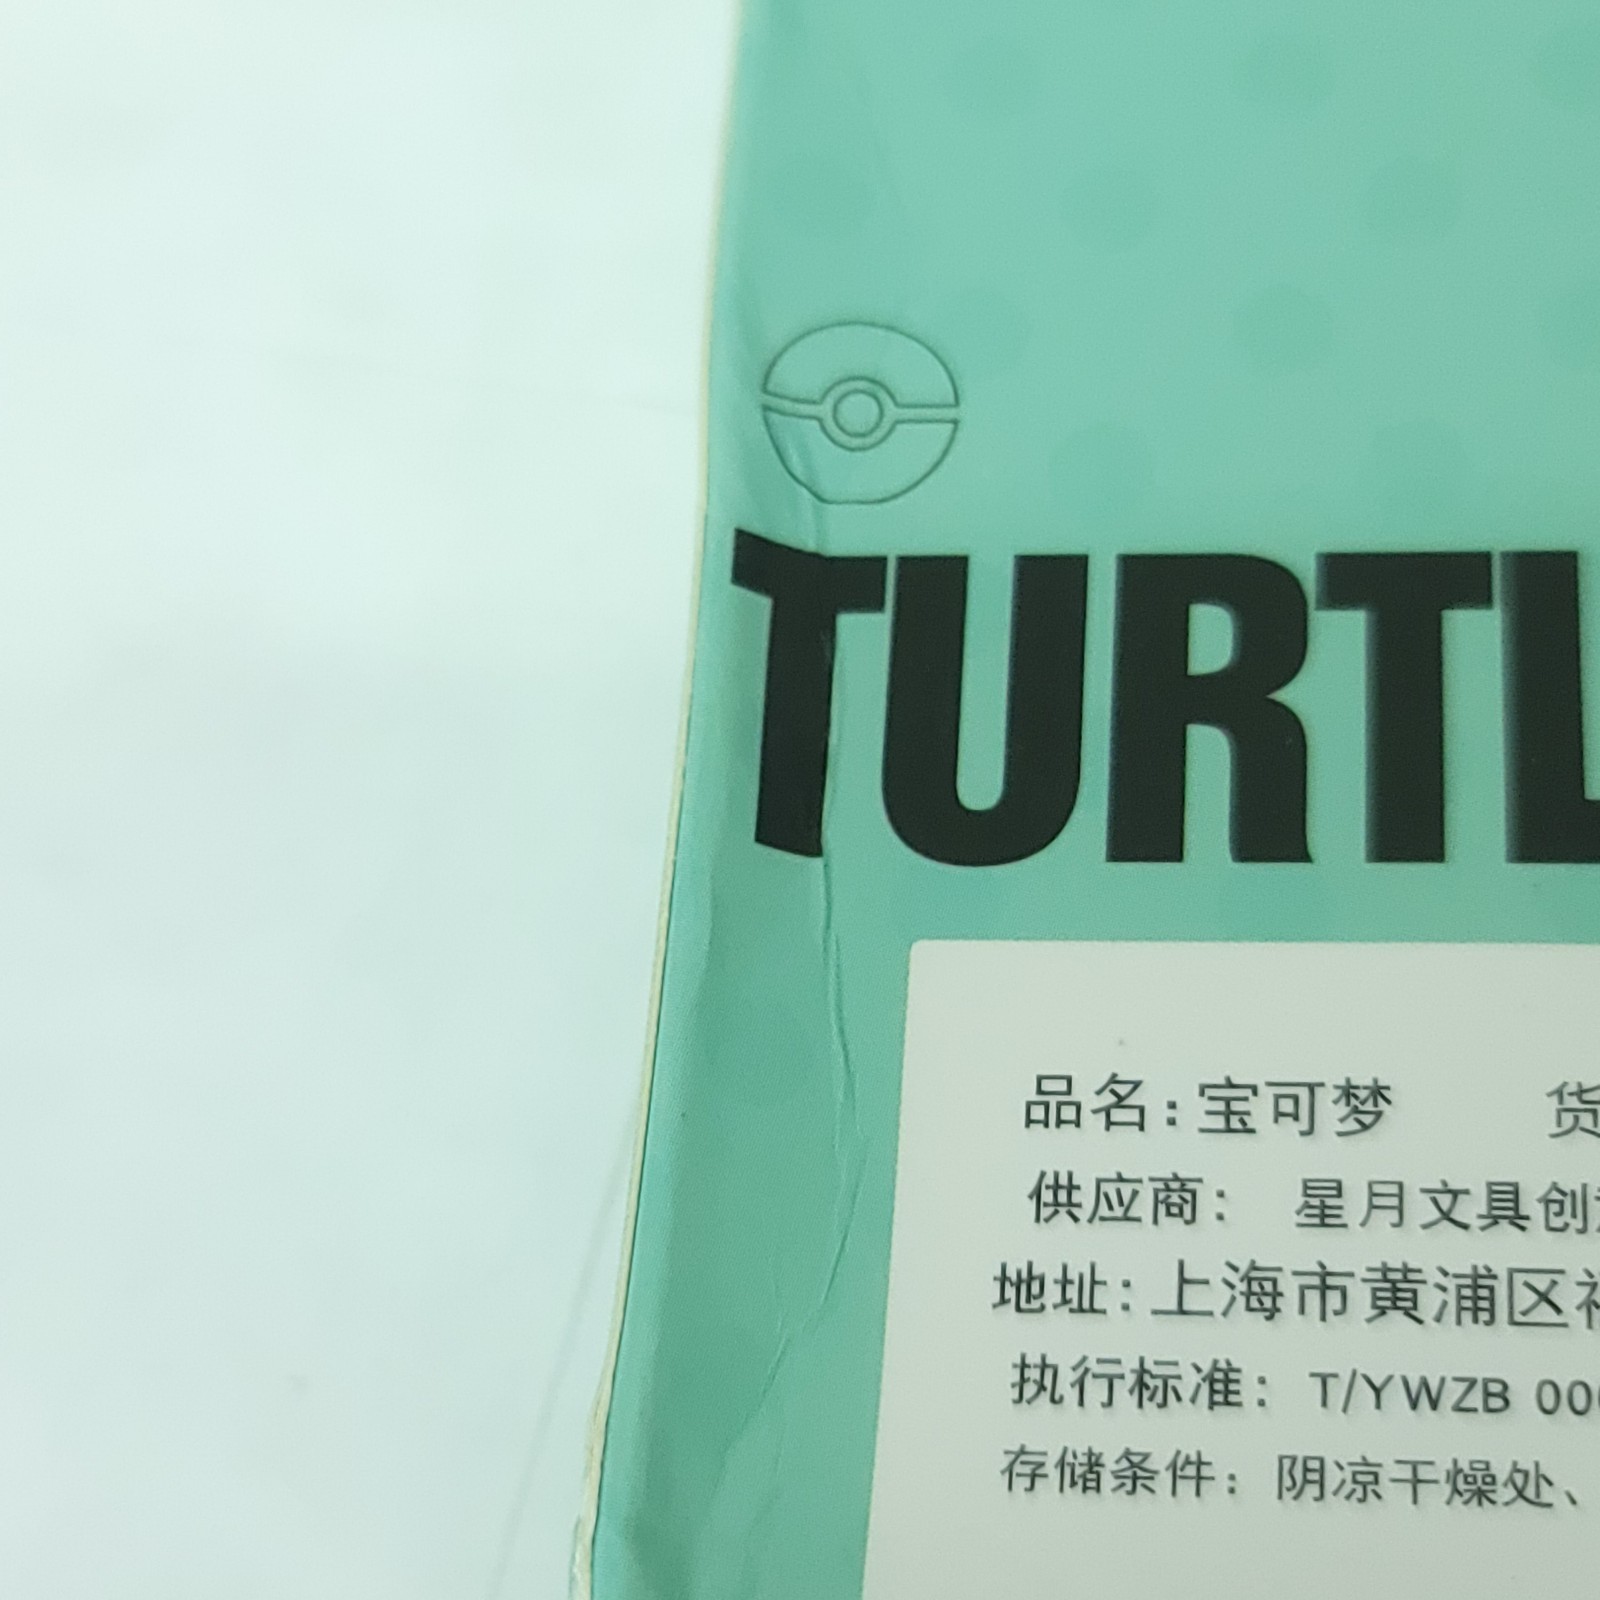 TURTL
品名：宝可梦 货
供应商： 星月文具创
地址：上海市黄浦区
执行标准： T/YWZB 00
存储条件：阴凉干燥处、